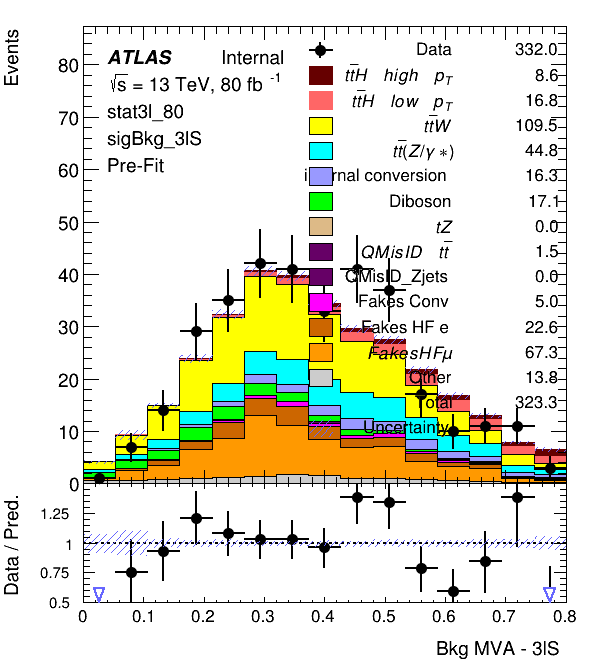 Events
ATLAS Internal
√s = 13 TeV, 80 fb⁻¹
stat3l_80
sigBkg_3lS
Pre-Fit
Data 332.0
tt̄H high p_T 8.6
tt̄H low p_T 16.8
tt̄W 109.5
tt̄(Z/γ *) 44.8
conversion 16.3
Diboson 17.1
tZ 0.0
QMisID tt̄ 1.5
QMisID_Zjets 0.0
Fakes Conv 5.0
Fakes HF e 22.6
FakesHFμ 67.3
Other 13.8
Total 323.3
Uncertainty
80
70
60
50
40
30
20
10
0
Data / Pred.
1.25
1
0.75
0.5
0 0.1 0.2 0.3 0.4 0.5 0.6 0.7 0.8
Bkg MVA - 3lS